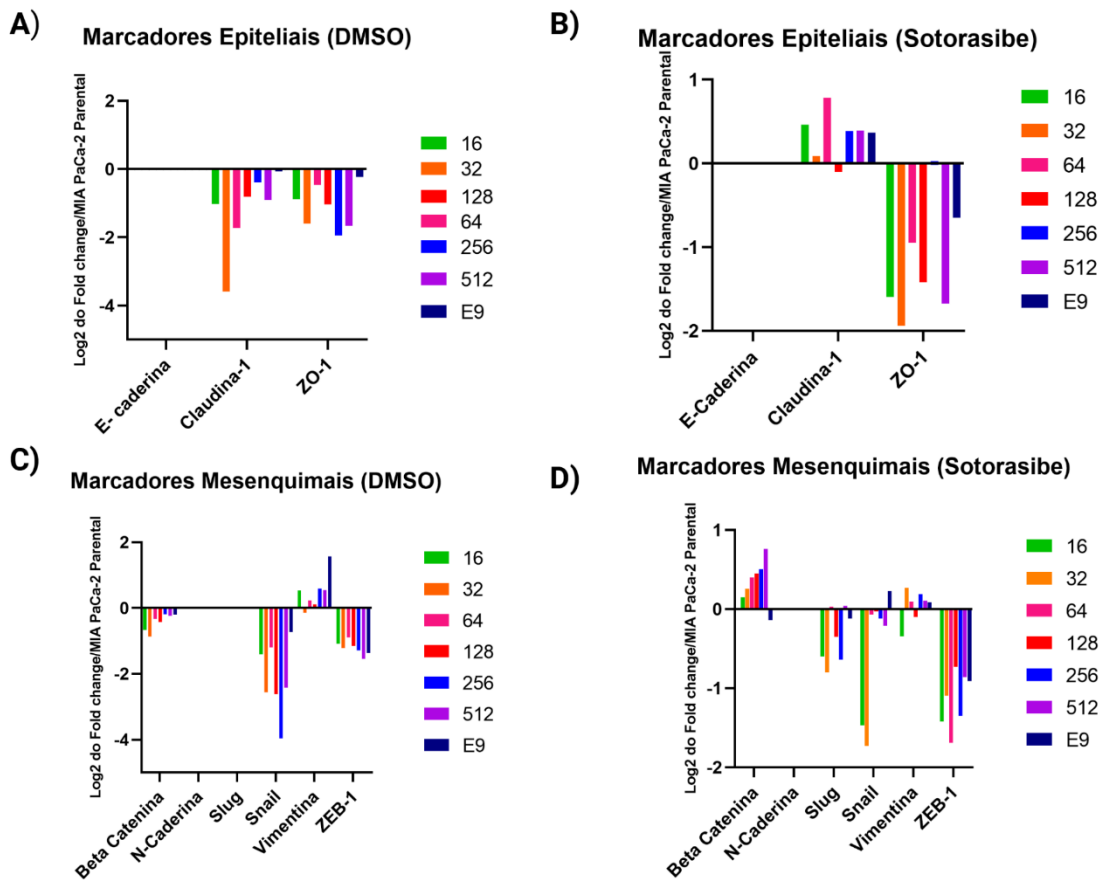 A)
Marcadores Epiteliais (DMSO)
Log2 do Fold change/MIA PaCa-2 Parental
2
0
-2
-4
E- caderina
Claudina-1
ZO-1
16
32
128
64
256
512
E9
B)
Marcadores Epiteliais (Sotorasibe)
Log2 do Fold change/MIA PaCa-2 Parental
1
0
-1
-2
E-Caderina
Claudina-1
ZO-1
16
32
64
128
256
512
E9
C)
Marcadores Mesenquimais (DMSO)
Log2 do Fold change/MIA PaCa-2 Parental
2
0
-2
-4
Beta Catenina
N-Caderina
Slug
Snail
Vimentina
ZEB-1
16
32
64
128
256
512
E9
D)
Marcadores Mesenquimais (Sotorasibe)
Log2 do Fold change/MIA PaCa-2 Parental
1
0
-1
-2
Beta Catenina
N-Caderina
Slug
Snail
Vimentina
ZEB-1
16
32
64
128
256
512
E9